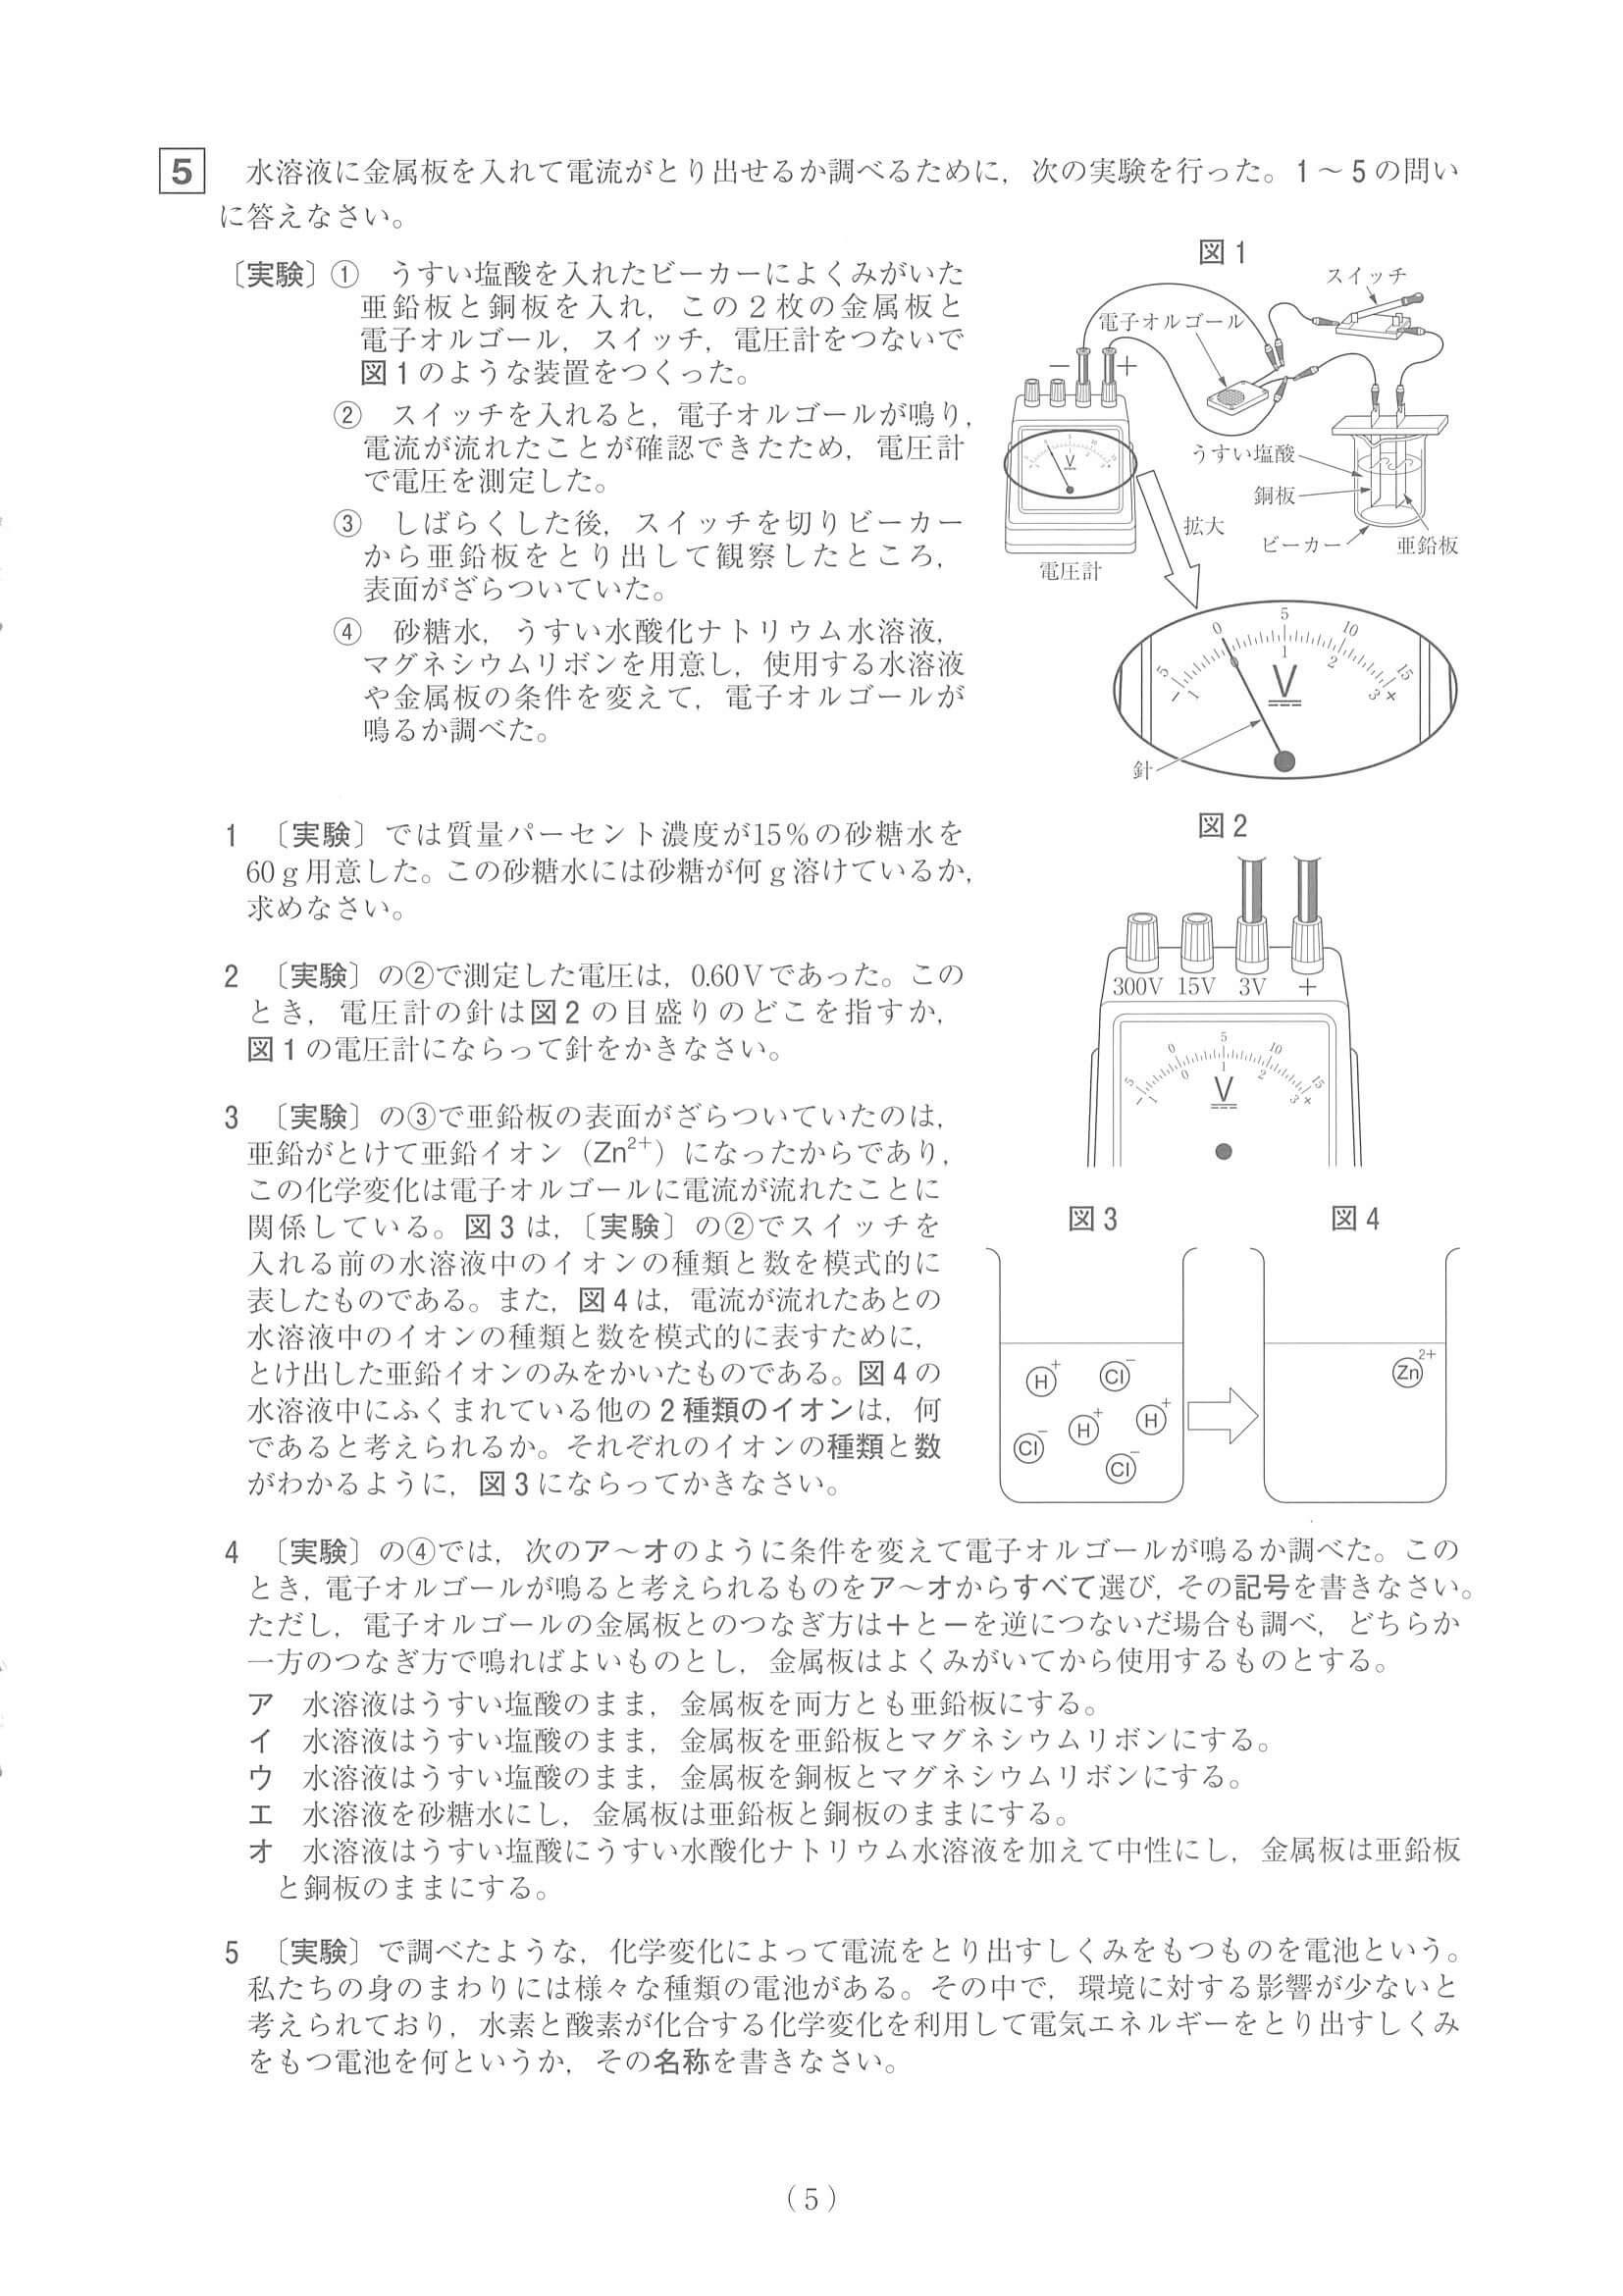 5 水溶液に金属板を入れて電流がとり出せるか調べるために，次の実験を行った。1～5の問い
に答えなさい。
〔実験〕① うすい塩酸を入れたビーカーによくみがいた
亜鉛板と銅板を入れ，この2枚の金属板と
電子オルゴール，スイッチ，電圧計をつないで
図1のような装置をつくった。
② スイッチを入れると，電子オルゴールが鳴り，
電流が流れたことが確認できたため，電圧計
で電圧を測定した。
③ しばらくした後，スイッチを切りビーカー
から亜鉛板をとり出して観察したところ，
表面がざらついていた。
④ 砂糖水，うすい水酸化ナトリウム水溶液，
マグネシウムリボンを用意し，使用する水溶液
や金属板の条件を変えて，電子オルゴールが
鳴るか調べた。
図1
スイッチ
電子オルゴール
－ ＋
うすい塩酸
銅板
ビーカー
亜鉛板
拡大
電圧計
5 0 5 10 15
－ 1 1 2 3 ＋
V
針
1 〔実験〕では質量パーセント濃度が15％の砂糖水を
60g用意した。この砂糖水には砂糖が何g溶けているか，
求めなさい。
2 〔実験〕の②で測定した電圧は，0.60Vであった。この
とき，電圧計の針は図2の目盛りのどこを指すか，
図1の電圧計にならって針をかきなさい。
図2
300V 15V 3V ＋
5 0 5 10 15
－ 1 0 1 2 3 ＋
V
3 〔実験〕の③で亜鉛板の表面がざらついていたのは，
亜鉛がとけて亜鉛イオン（Zn²⁺）になったからであり，
この化学変化は電子オルゴールに電流が流れたことに
関係している。図3は，〔実験〕の②でスイッチを
入れる前の水溶液中のイオンの種類と数を模式的に
表したものである。また，図4は，電流が流れたあとの
水溶液中のイオンの種類と数を模式的に表すために，
とけ出した亜鉛イオンのみをかいたものである。図4の
水溶液中にふくまれている他の2種類のイオンは，何
であると考えられるか。それぞれのイオンの種類と数
がわかるように，図3にならってかきなさい。
図3
H⁺ Cl⁻
H⁺ H⁺
Cl⁻ Cl⁻
図4
Zn²⁺
4 〔実験〕の④では，次のア～オのように条件を変えて電子オルゴールが鳴るか調べた。この
とき，電子オルゴールが鳴ると考えられるものをア～オからすべて選び，その記号を書きなさい。
ただし，電子オルゴールの金属板とのつなぎ方は＋と－を逆につないだ場合も調べ，どちらか
一方のつなぎ方で鳴ればよいものとし，金属板はよくみがいてから使用するものとする。
ア 水溶液はうすい塩酸のまま，金属板を両方とも亜鉛板にする。
イ 水溶液はうすい塩酸のまま，金属板を亜鉛板とマグネシウムリボンにする。
ウ 水溶液はうすい塩酸のまま，金属板を銅板とマグネシウムリボンにする。
エ 水溶液を砂糖水にし，金属板は亜鉛板と銅板のままにする。
オ 水溶液はうすい塩酸にうすい水酸化ナトリウム水溶液を加えて中性にし，金属板は亜鉛板
と銅板のままにする。
5 〔実験〕で調べたような，化学変化によって電流をとり出すしくみをもつものを電池という。
私たちの身のまわりには様々な種類の電池がある。その中で，環境に対する影響が少ないと
考えられており，水素と酸素が化合する化学変化を利用して電気エネルギーをとり出すしくみ
をもつ電池を何というか，その名称を書きなさい。
（5）